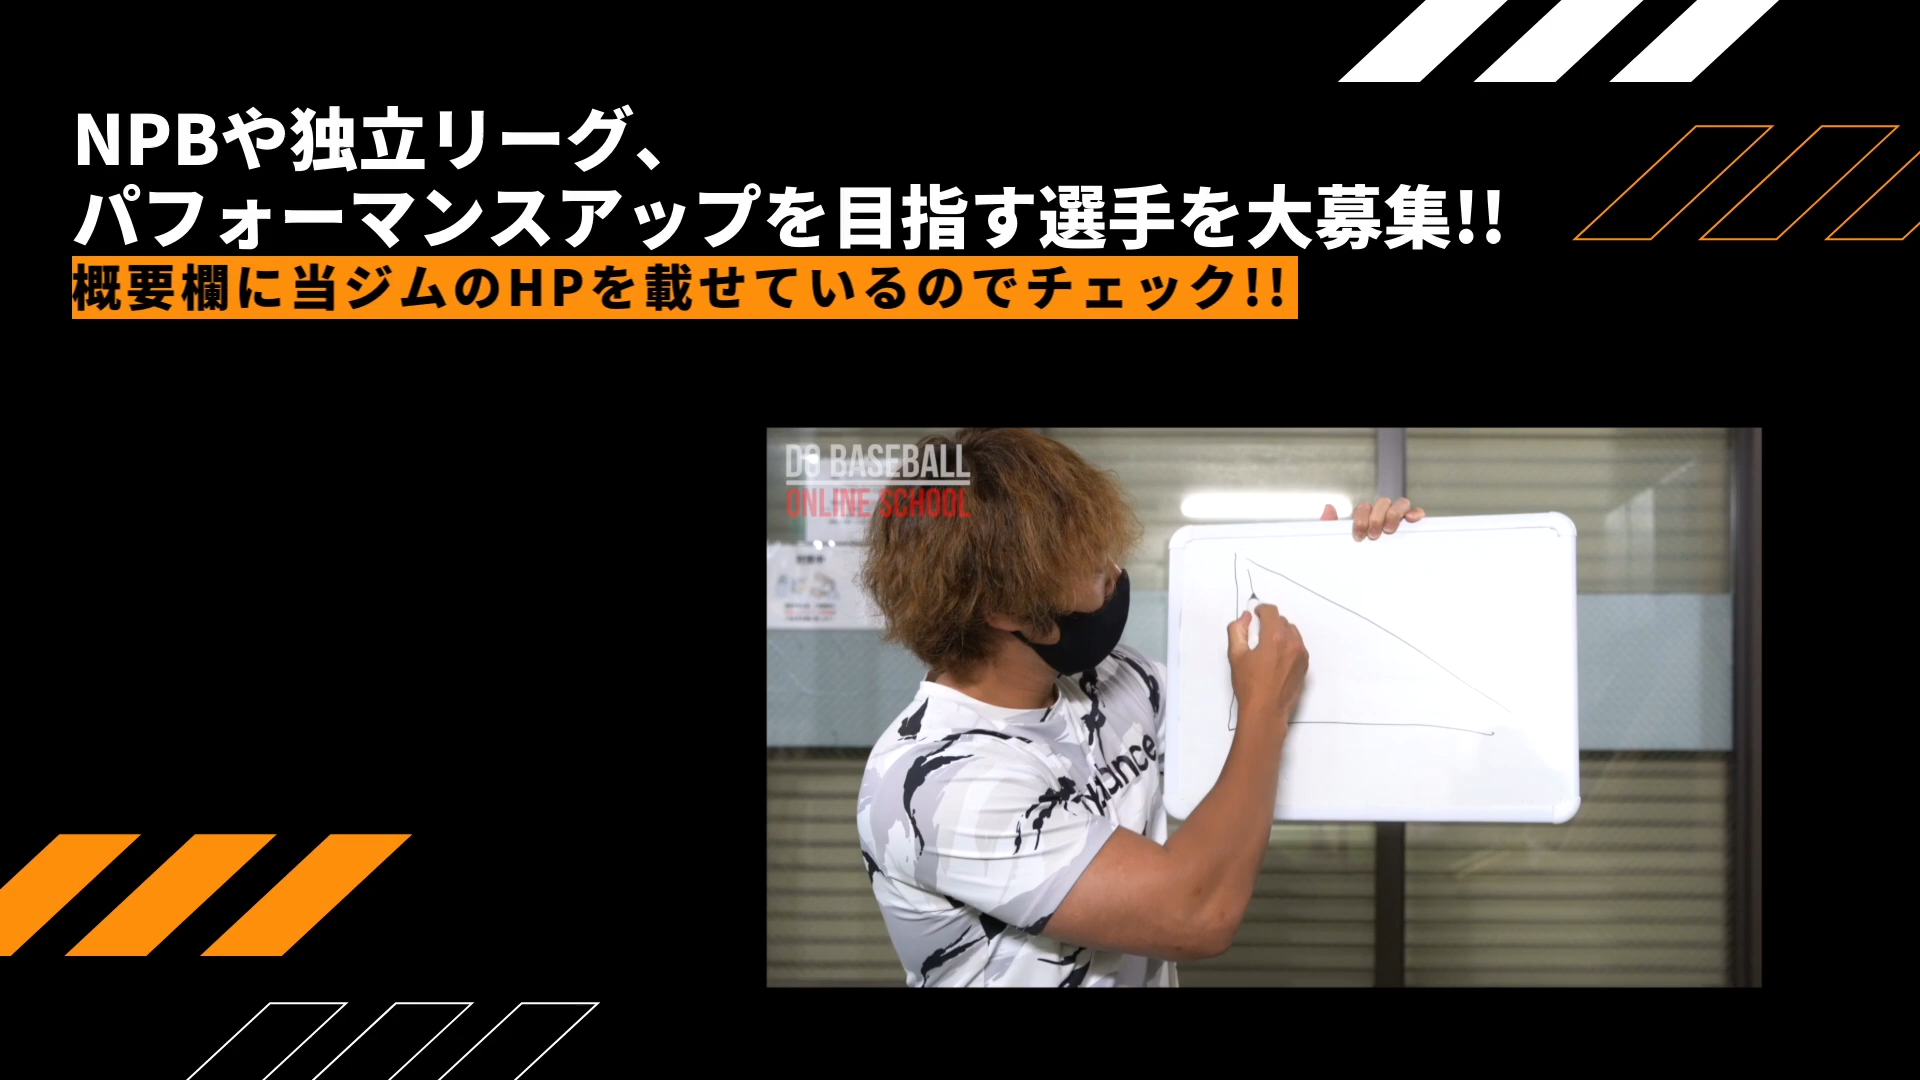 NPBや独立リーグ、
パフォーマンスアップを目指す選手を大募集!!
概要欄に当ジムのHPを載せているのでチェック!!
DO BASEBALL
ONLINE SCHOOL